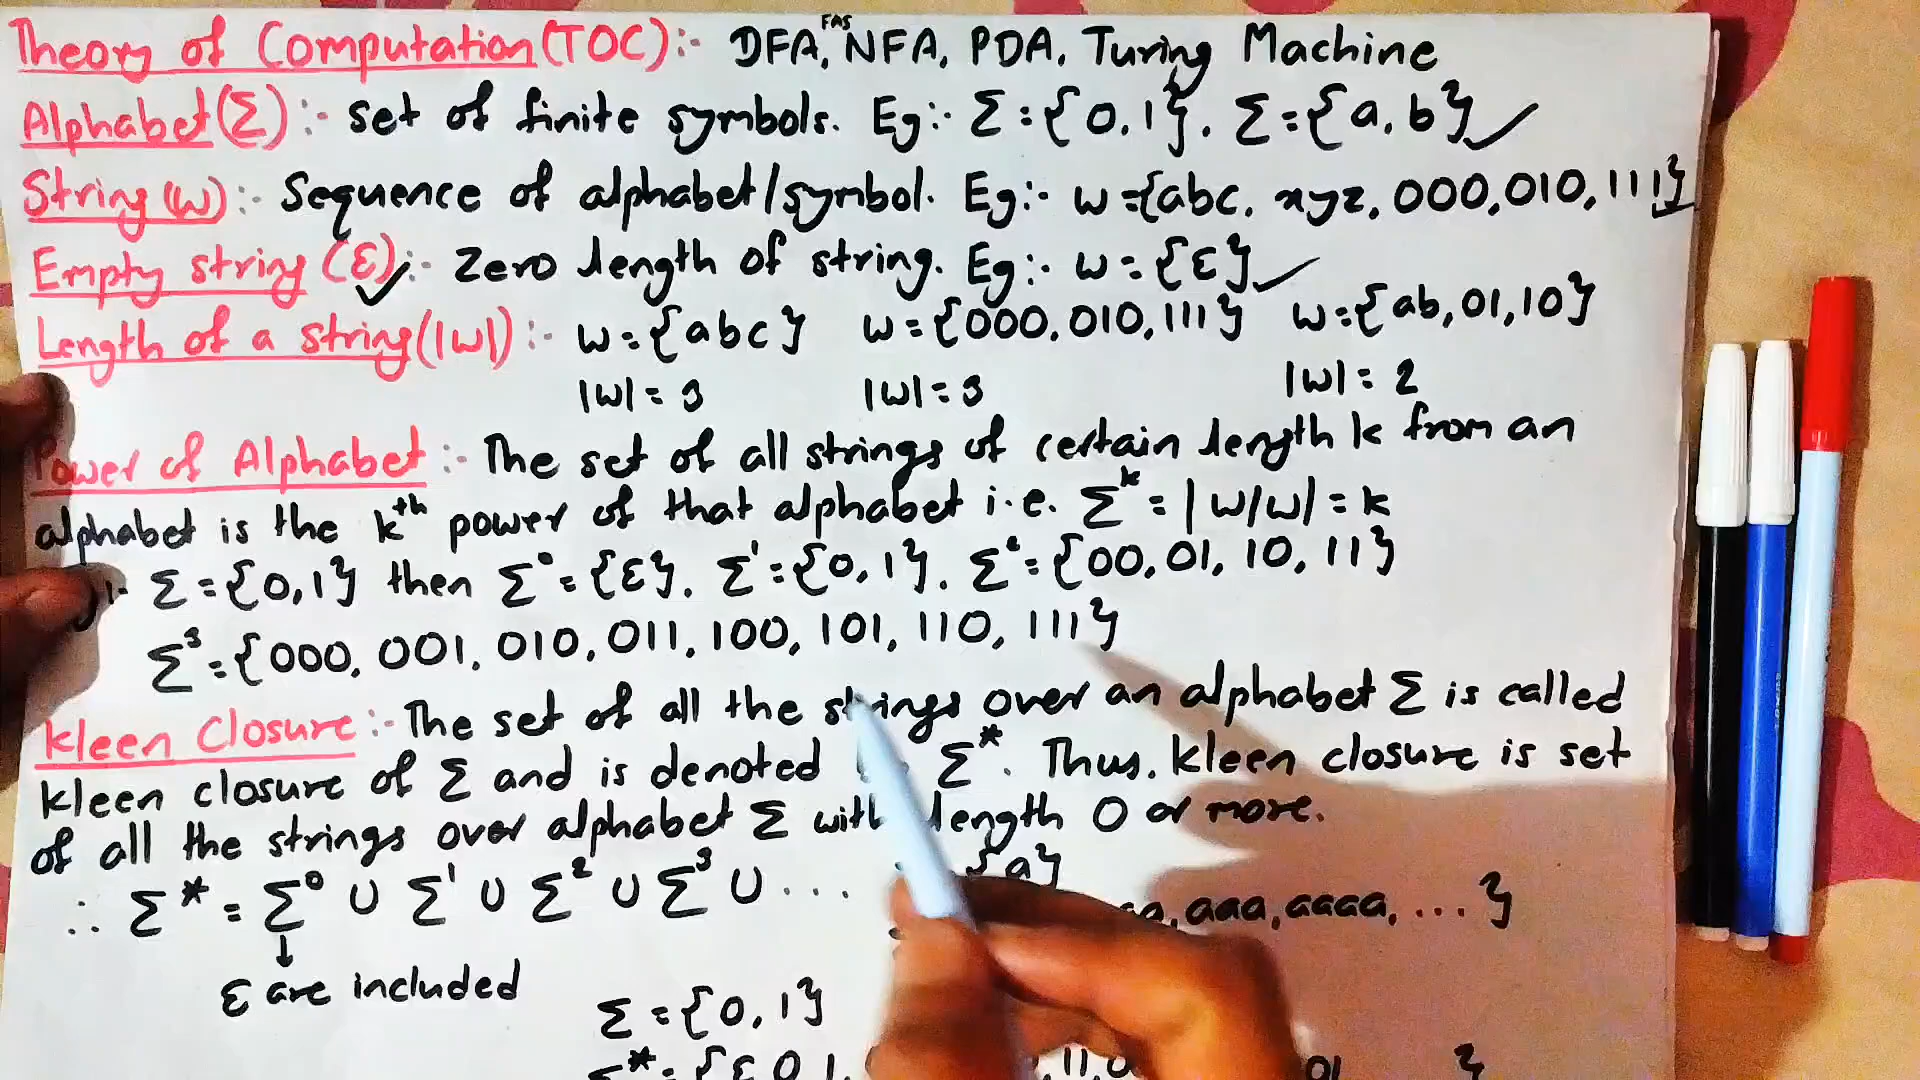 Theory of Computation (TOC):- DFA, NFA, PDA, Turing Machine
FAS
Alphabet (Σ):- set of finite symbols. Eg:- Σ={0,1}, Σ={a,b}
String (w):- Sequence of alphabet/symbol. Eg:- w={abc, xyz, 000,010,111}
Empty string (ε):- Zero length of string. Eg:- w={ε}
Length of a string (|w|):- w={abc} w={000,010,111} w={ab,01,10}
|w|=3 |w|=3 |w|=2
Power of Alphabet:- The set of all strings of certain length k from an
alphabet is the kth power of that alphabet i.e. Σ^k = |w/w|=k
Σ={0,1} then Σ°={ε}, Σ¹={0,1}, Σ²={00,01,10,11}
Σ³={000,001,010,011,100,101,110,111}
Kleen Closure:- The set of all the strings over an alphabet Σ is called
kleen closure of Σ and is denoted Σ*. Thus, kleen closure is set
of all the strings over alphabet Σ with length 0 or more.
∴ Σ* = Σ⁰ ∪ Σ¹ ∪ Σ² ∪ Σ³ ∪ ... {a}
aaa, aaaa, ...}
↓
ε are included
Σ={0,1}
Σ*={ε,0,1,